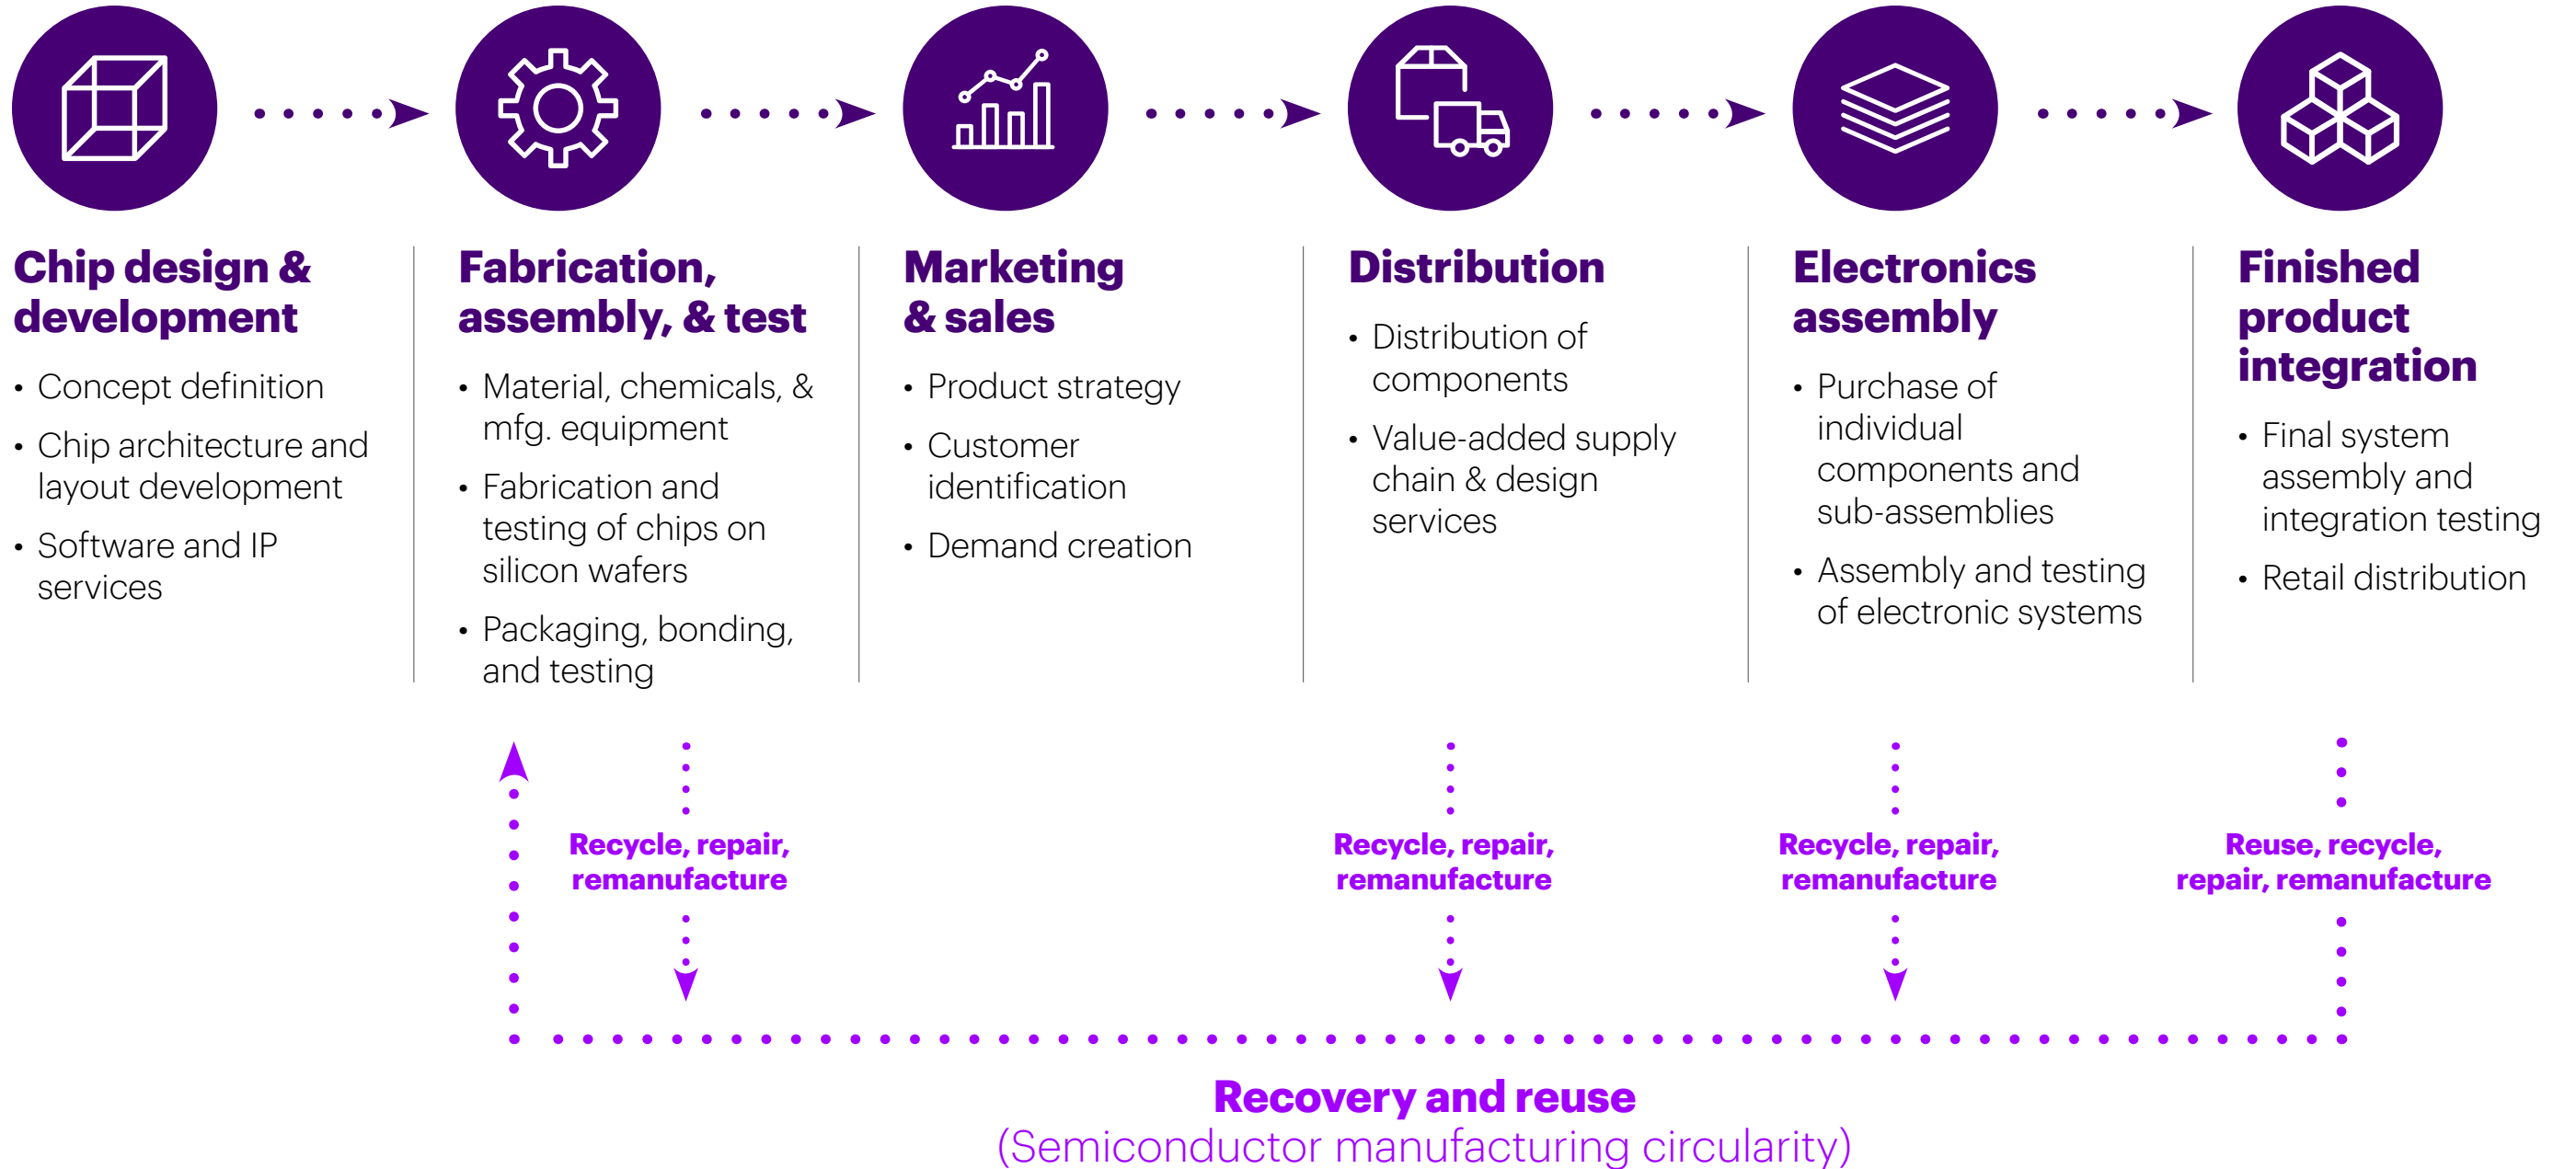 Chip design &
development
• Concept definition
• Chip architecture and
layout development
• Software and IP
services
Fabrication,
assembly, & test
• Material, chemicals, &
mfg. equipment
• Fabrication and
testing of chips on
silicon wafers
• Packaging, bonding,
and testing
Marketing
& sales
• Product strategy
• Customer
identification
• Demand creation
Distribution
• Distribution of
components
• Value-added supply
chain & design
services
Electronics
assembly
• Purchase of
individual
components and
sub-assemblies
• Assembly and testing
of electronic systems
Finished
product
integration
• Final system
assembly and
integration testing
• Retail distribution
Recycle, repair,
remanufacture
Recycle, repair,
remanufacture
Recycle, repair,
remanufacture
Reuse, recycle,
repair, remanufacture
Recovery and reuse
(Semiconductor manufacturing circularity)